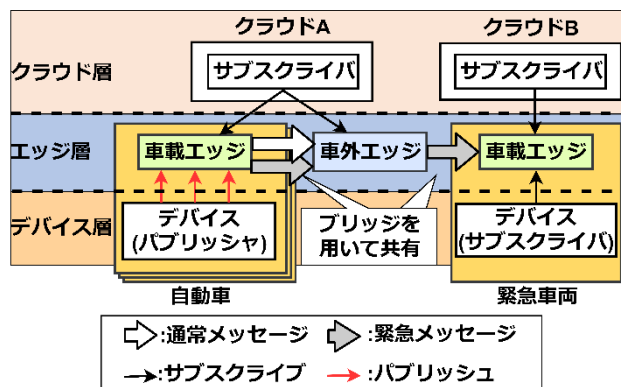 クラウドA
クラウドB
クラウド層
サブスクライバ
サブスクライバ
エッジ層
車載エッジ
車外エッジ
車載エッジ
デバイス層
デバイス
(パブリッシャ)
ブリッジを
用いて共有
デバイス
(サブスクライバ)
自動車
緊急車両
:通常メッセージ
:緊急メッセージ
:サブスクライブ
:パブリッシュ